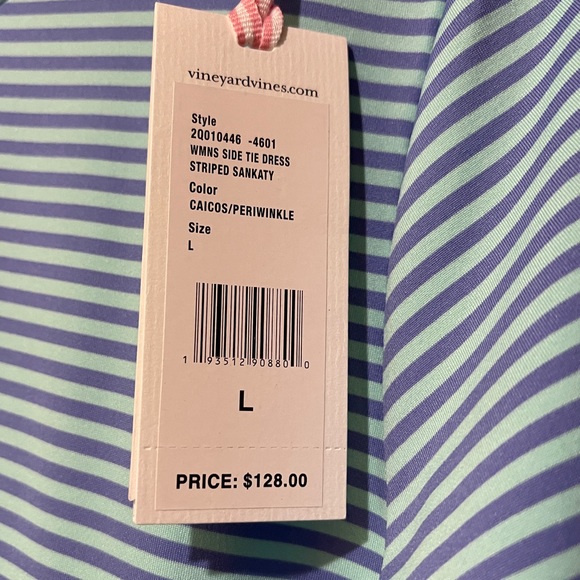 vineyardvines.com
Style
2Q010446 -4601
WMNS SIDE TIE DRESS
STRIPED SANKATY
Color
CAICOS/PERIWINKLE
Size
L
1 93512 90880 0
L
PRICE: $128.00